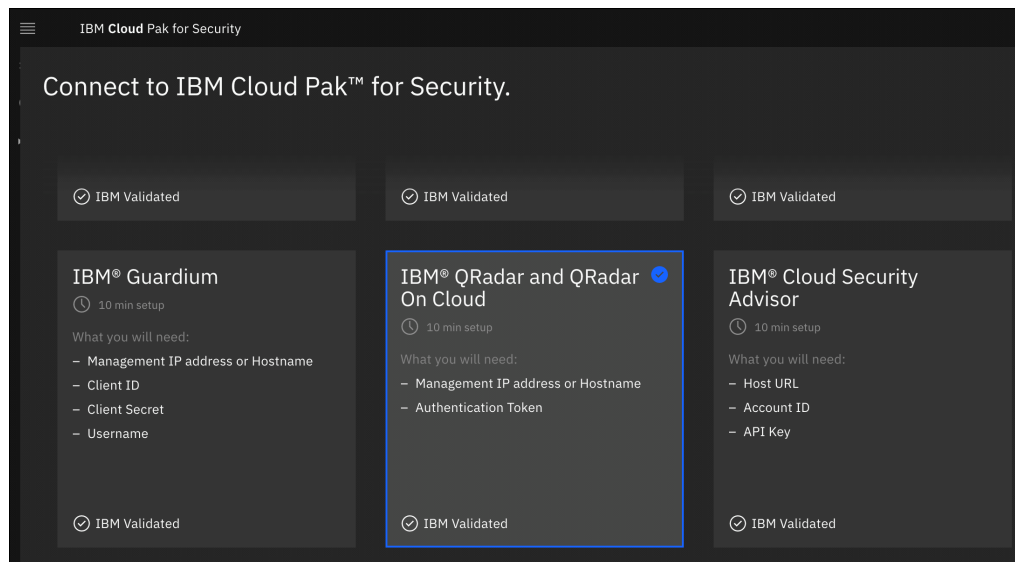 IBM Cloud Pak for Security
Connect to IBM Cloud Pak™ for Security.
IBM Validated
IBM Validated
IBM Validated
IBM® Guardium
10 min setup
What you will need:
– Management IP address or Hostname
– Client ID
– Client Secret
– Username
IBM Validated
IBM® QRadar and QRadar
On Cloud
10 min setup
What you will need:
– Management IP address or Hostname
– Authentication Token
IBM Validated
IBM® Cloud Security
Advisor
10 min setup
What you will need:
– Host URL
– Account ID
– API Key
IBM Validated